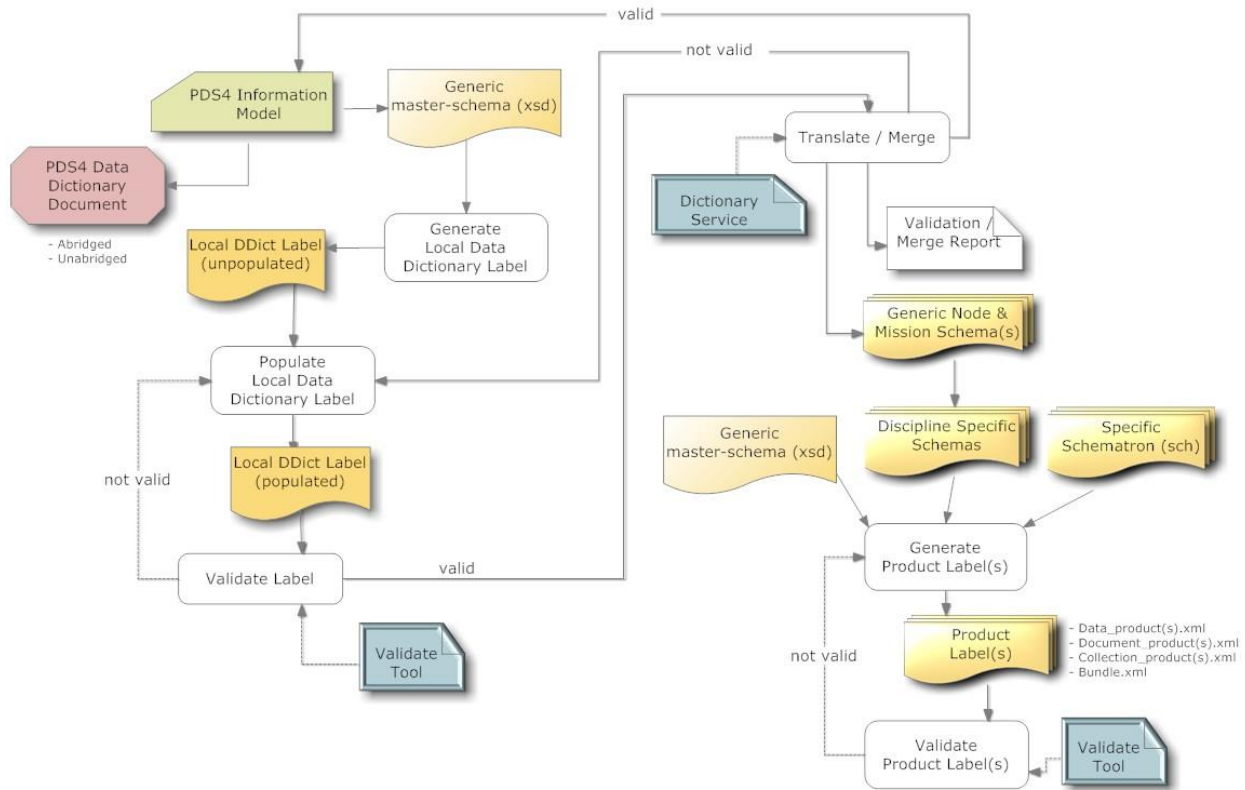 valid
not valid
PDS4 Information
Model
Generic
master-schema (xsd)
Translate / Merge
PDS4 Data
Dictionary
Document
- Abridged
- Unabridged
Dictionary
Service
Validation /
Merge Report
Generate
Local Data
Dictionary Label
Local DDict Label
(unpopulated)
Generic Node &
Mission Schema(s)
Populate
Local Data
Dictionary Label
Generic
master-schema (xsd)
Discipline Specific
Schemas
Specific
Schematron (sch)
Local DDict Label
(populated)
not valid
Validate Label
valid
Generate
Product Label(s)
Validate
Tool
not valid
Product
Label(s)
- Data_product(s).xml
- Document_product(s).xml
- Collection_product(s).xml
- Bundle.xml
Validate
Product Label(s)
Validate
Tool